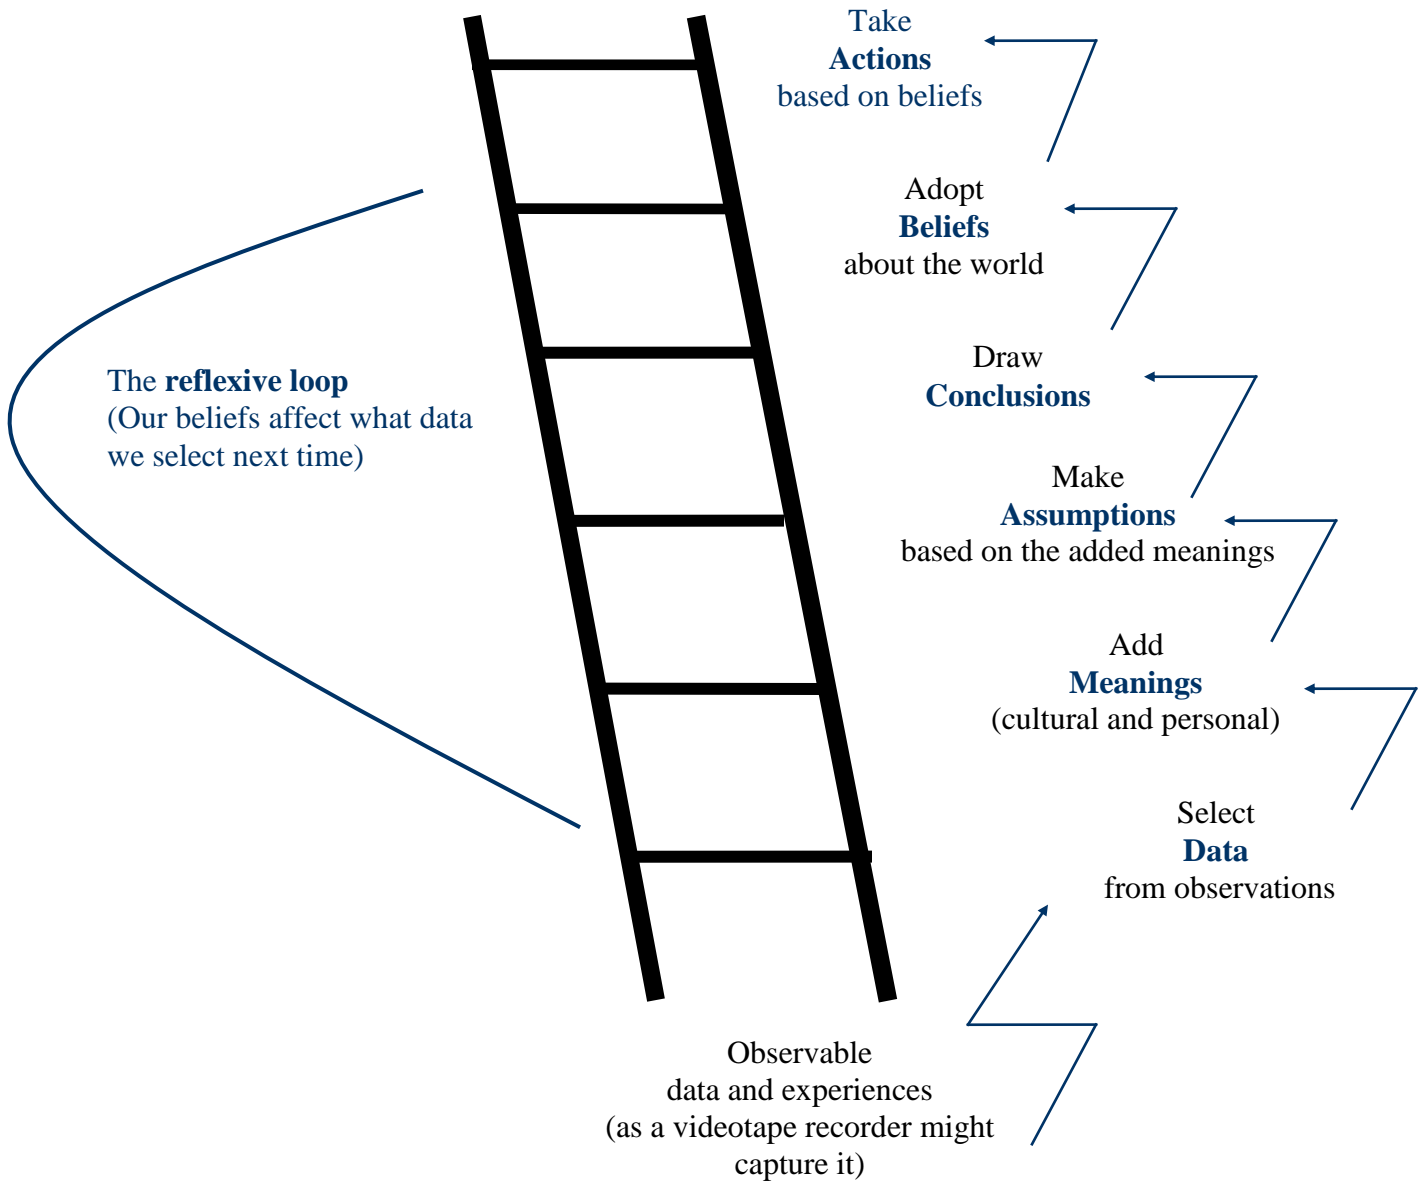 Take
Actions
based on beliefs
Adopt
Beliefs
about the world
Draw
Conclusions
The reflexive loop
(Our beliefs affect what data
we select next time)
Make
Assumptions
based on the added meanings
Add
Meanings
(cultural and personal)
Select
Data
from observations
Observable
data and experiences
(as a videotape recorder might
capture it)